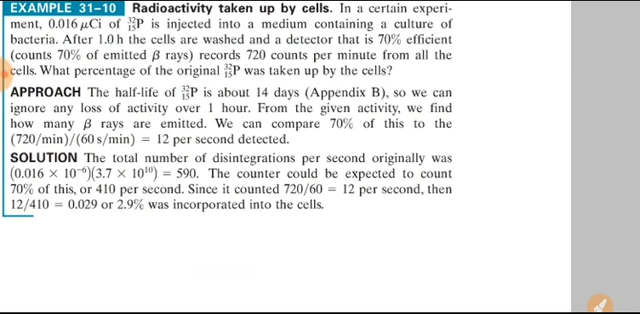 EXAMPLE 31–10 Radioactivity taken up by cells. In a certain experi-
ment, 0.016 μCi of ³²₁₅P is injected into a medium containing a culture of
bacteria. After 1.0 h the cells are washed and a detector that is 70% efficient
(counts 70% of emitted β rays) records 720 counts per minute from all the
cells. What percentage of the original ³²₁₅P was taken up by the cells?
APPROACH The half-life of ³²₁₅P is about 14 days (Appendix B), so we can
ignore any loss of activity over 1 hour. From the given activity, we find
how many β rays are emitted. We can compare 70% of this to the
(720/min)/(60 s/min) = 12 per second detected.
SOLUTION The total number of disintegrations per second originally was
(0.016 × 10⁻⁶)(3.7 × 10¹⁰) = 590. The counter could be expected to count
70% of this, or 410 per second. Since it counted 720/60 = 12 per second, then
12/410 = 0.029 or 2.9% was incorporated into the cells.